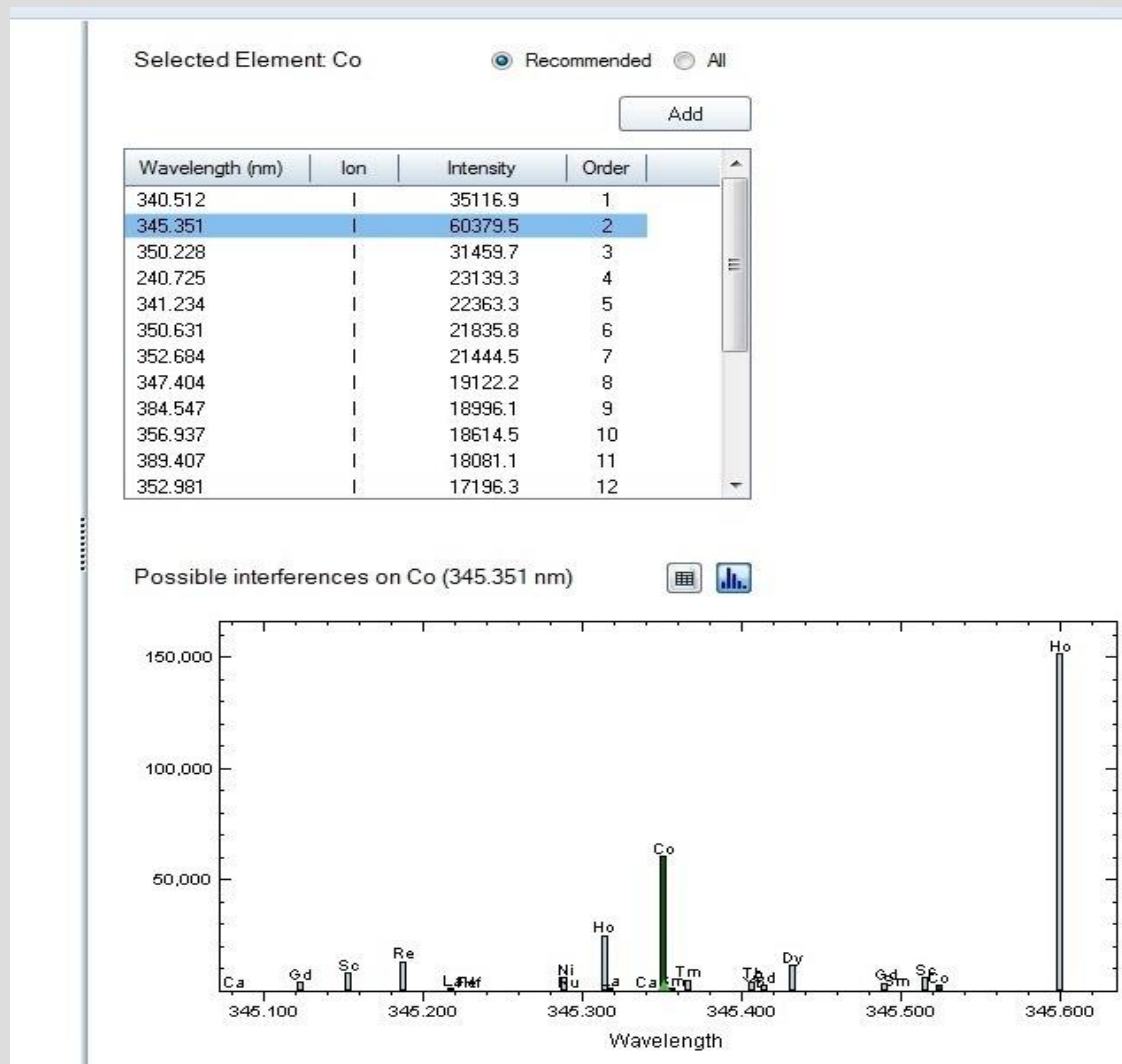 Selected Element: Co Recommended All
Add
Wavelength (nm) Ion Intensity Order
340.512 I 35116.9 1
345.351 I 60379.5 2
350.228 I 31459.7 3
240.725 I 23139.3 4
341.234 I 22363.3 5
350.631 I 21835.8 6
352.684 I 21444.5 7
347.404 I 19122.2 8
384.547 I 18996.1 9
356.937 I 18614.5 10
389.407 I 18081.1 11
352.981 I 17196.3 12
Possible interferences on Co (345.351 nm)
150,000
Ho
100,000
50,000
Co
Ho
Re
Dy
Sc
Ni
Tm
Gd
Ca
Ca
Tb
Gd
Sm
Co
345.100 345.200 345.300 345.400 345.500 345.600
Wavelength